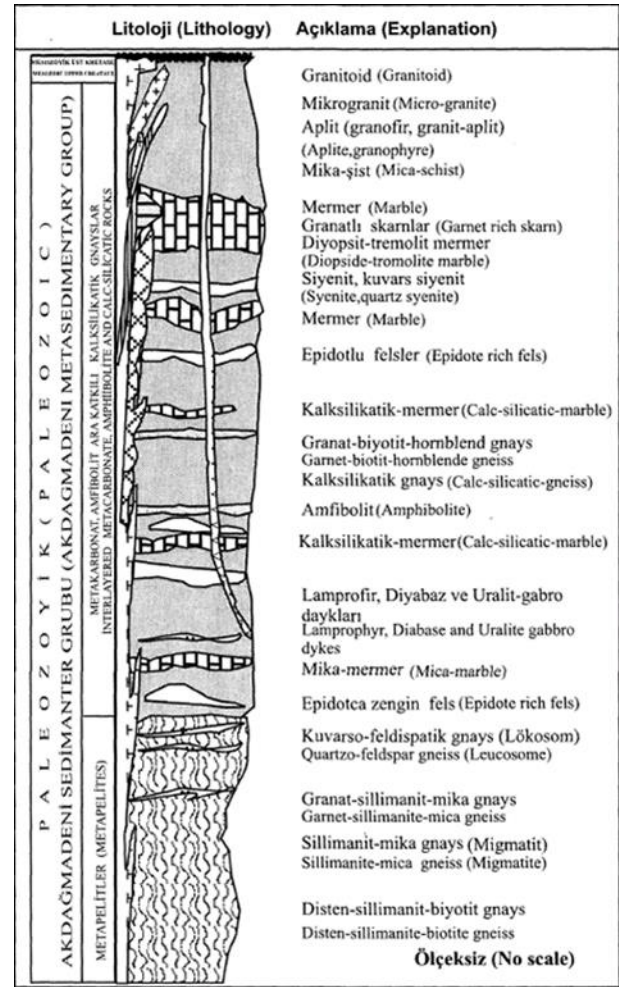 Litoloji (Lithology) Açıklama (Explanation)
PALEOZOYİK (PALEOZOIC)
AKDAĞMADENİ SEDİMANTER GRUBU (AKDAGMADENİ METASEDIMENTARY GROUP)
METAKARBONAT, AMFİBOLİT ARA KATKILI KALKSİLİKATİK GNAYSLAR
INTERLAYERED METACARBONATE, AMPHIIBOLITE AND CALC-SILICATIC ROCKS
METAPELİTLER (METAPELITES)
Granitoid (Granitoid)
Mikrogranit (Micro-granite)
Aplit (granofir, granit-aplit)
(Aplite,granophyre)
Mika-şist (Mica-schist)
Mermer (Marble)
Granatlı skarnlar (Garnet rich skarn)
Diyopsit-tremolit mermer
(Diopside-tromolite marble)
Siyenit, kuvars siyenit
(Syenite,quartz syenite)
Mermer (Marble)
Epidotlu felsler (Epidote rich fels)
Kalksilikatik-mermer(Calc-silicatic-marble)
Granat-biyotit-hornblend gnays
Garnet-biotit-hornblende gneiss
Kalksilikatik gnays (Calc-silicatic-gneiss)
Amfibolit(Amphibolite)
Kalksilikatik-mermer(Calc-silicatic-marble)
Lamprofir, Diyabaz ve Uralit-gabro
daykları
Lamprophyr, Diabase and Uralite gabbro
dykes
Mika-mermer (Mica-marble)
Epidotca zengin fels (Epidote rich fels)
Kuvarso-feldispatik gnays (Lökosom)
Quartzo-feldspar gneiss (Leucosome)
Granat-sillimanit-mika gnays
Garnet-sillimanite-mica gneiss
Sillimanit-mika gnays (Migmatit)
Sillimanite-mica gneiss (Migmatite)
Disten-sillimanit-biyotit gnays
Disten-sillimanite-biotite gneiss
Ölçeksiz (No scale)